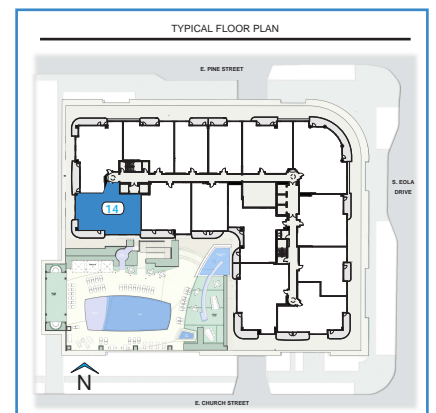 TYPICAL FLOOR PLAN
E. PINE STREET
S. EOLA
DRIVE
14
N
E. CHURCH STREET